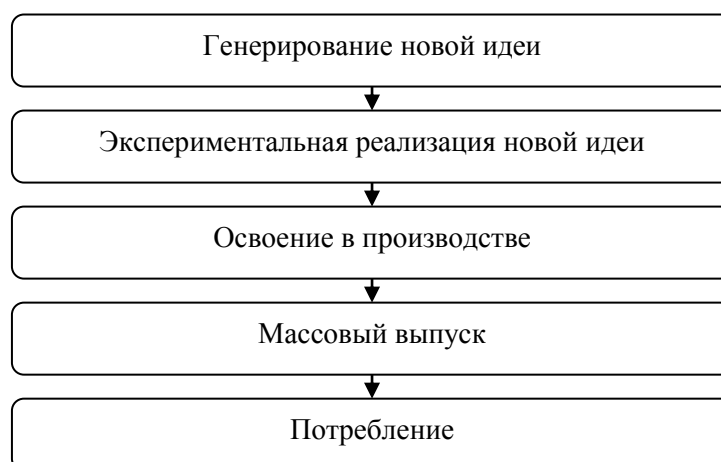 Генерирование новой идеи
Экспериментальная реализация новой идеи
Освоение в производстве
Массовый выпуск
Потребление